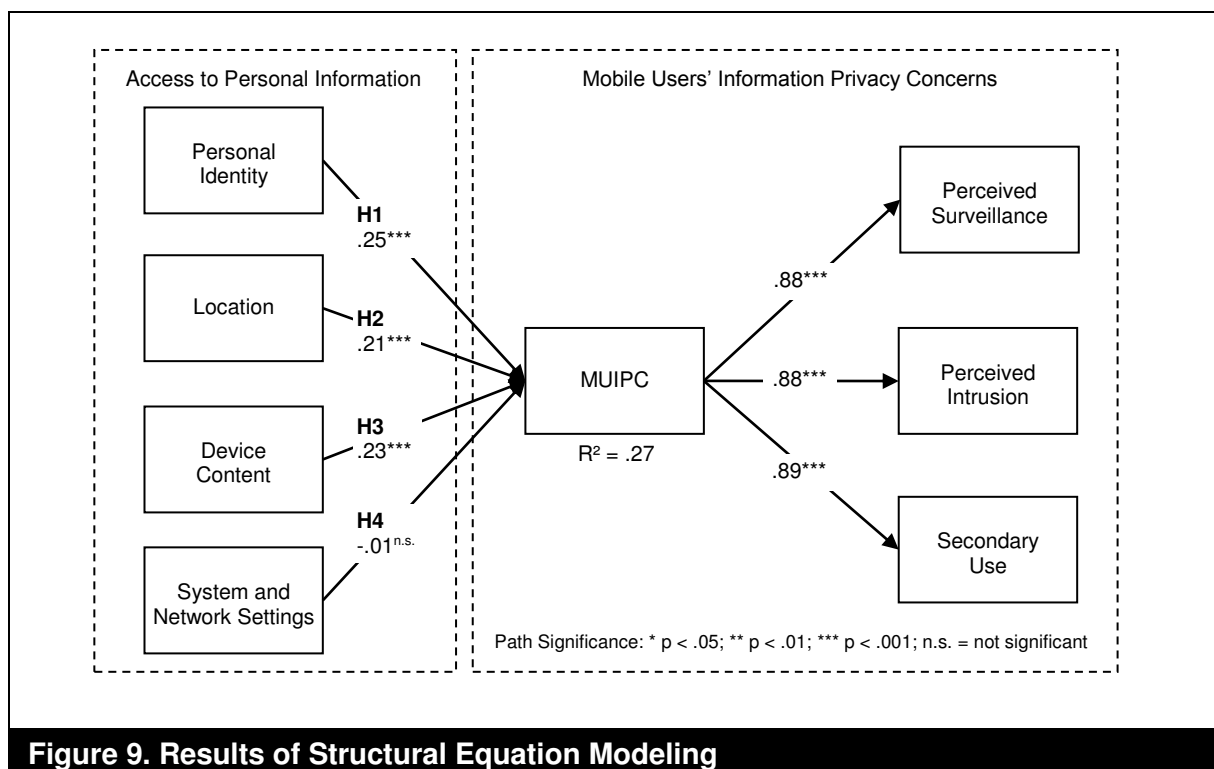 Access to Personal Information
Personal
Identity
H1
.25***
Location
H2
.21***
Device
Content
H3
.23***
H4
-.01n.s.
System and
Network Settings
Mobile Users’ Information Privacy Concerns
MUIPC
R² = .27
.88***
Perceived
Surveillance
.88***
Perceived
Intrusion
.89***
Secondary
Use
Path Significance: * p < .05; ** p < .01; *** p < .001; n.s. = not significant
Figure 9. Results of Structural Equation Modeling